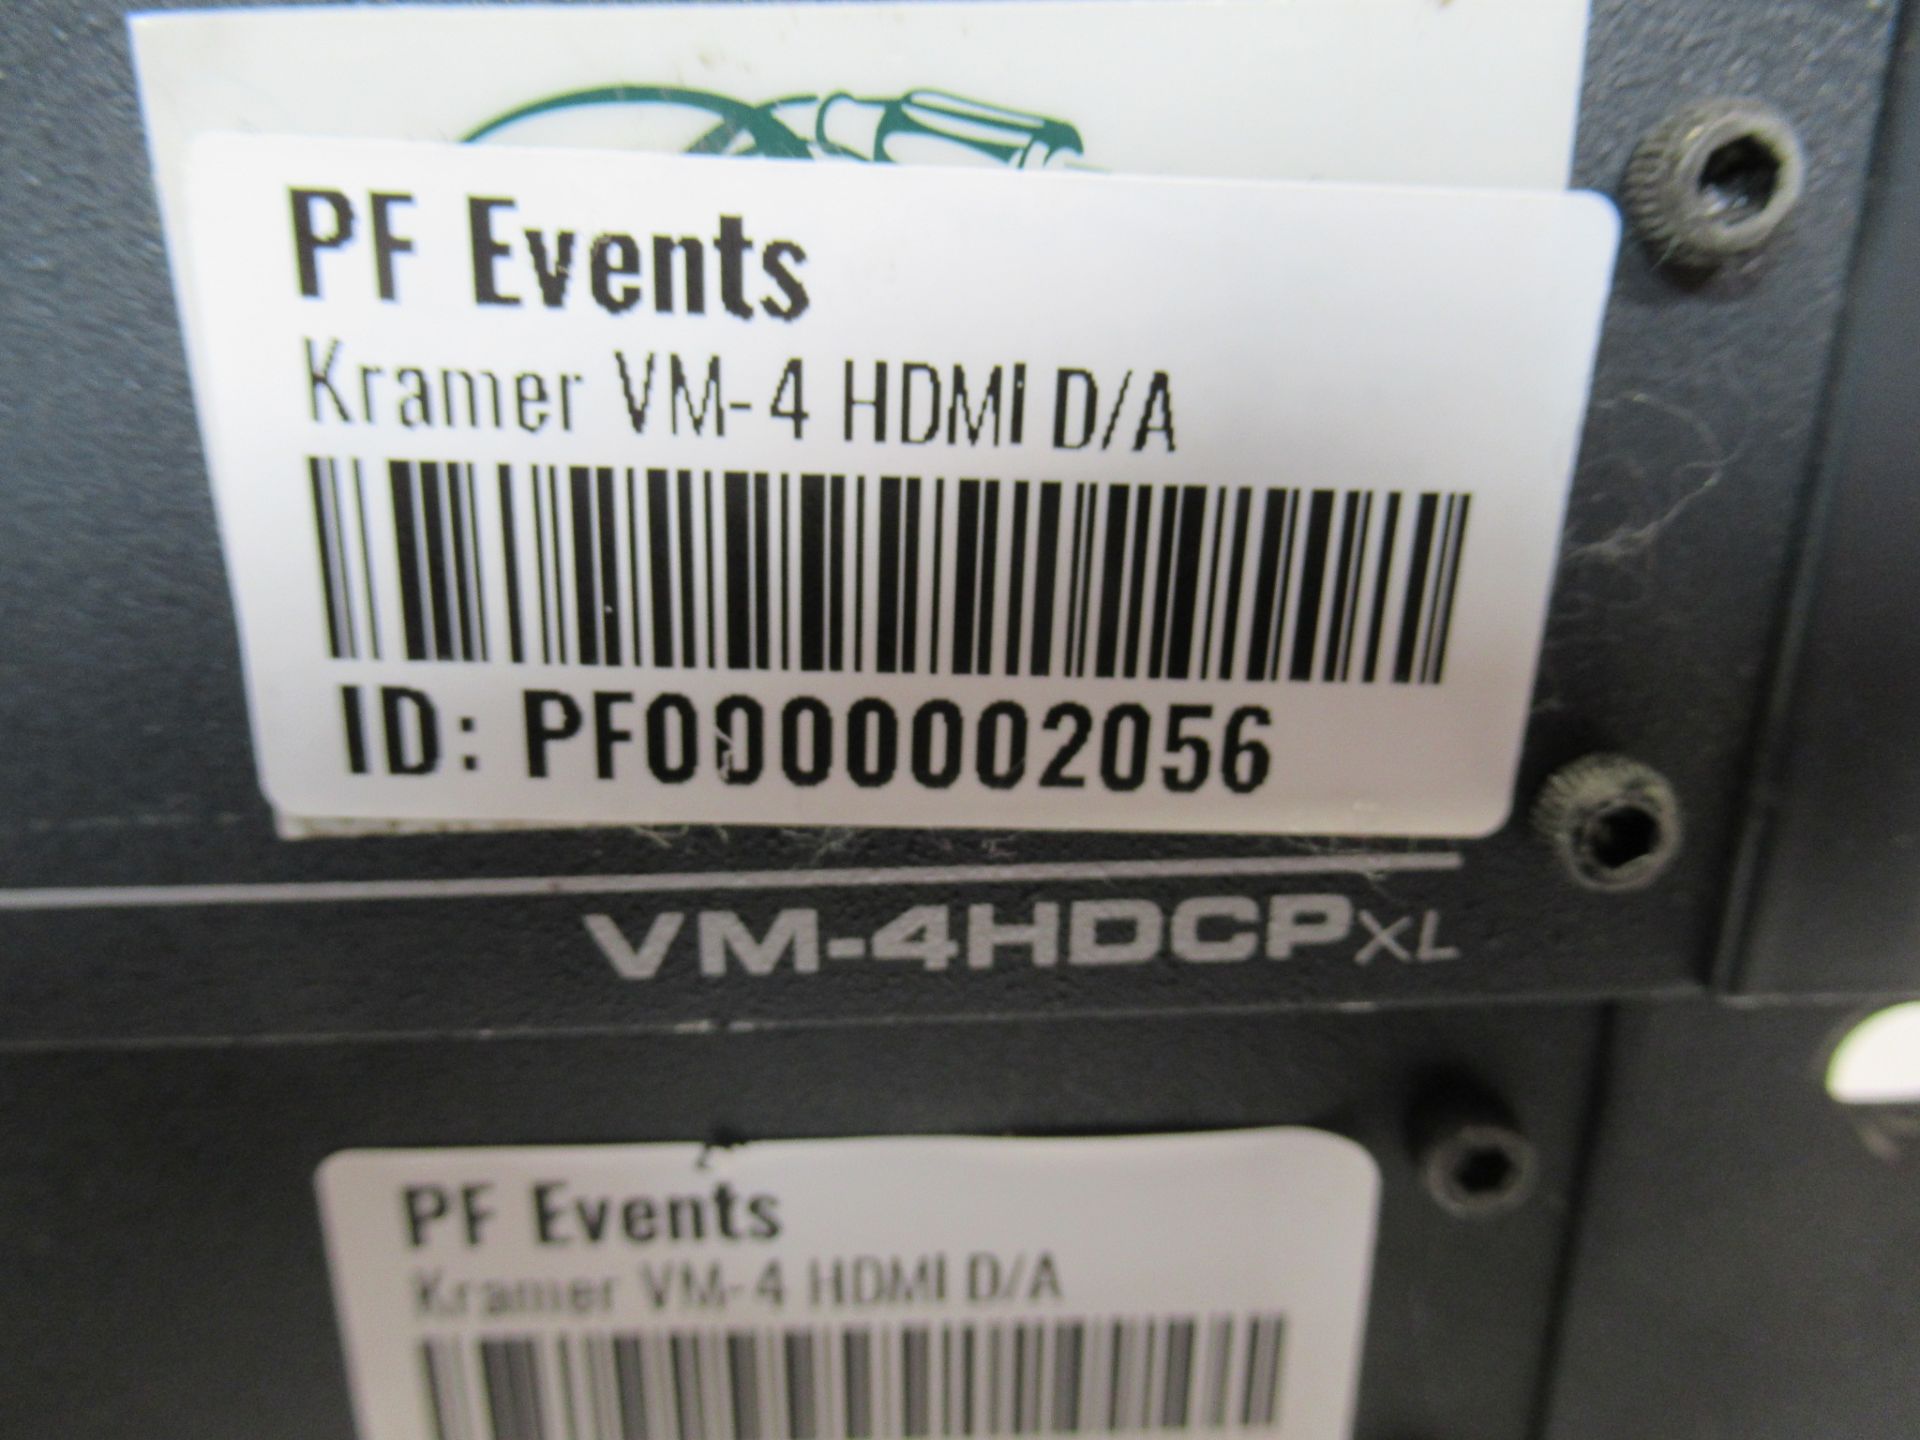 PF Events
Kramer VM-4 HDMI D/A
ID: PF0000002056
VM-4HDCPXL
PF Events
Kramer VM-4 HDMI D/A